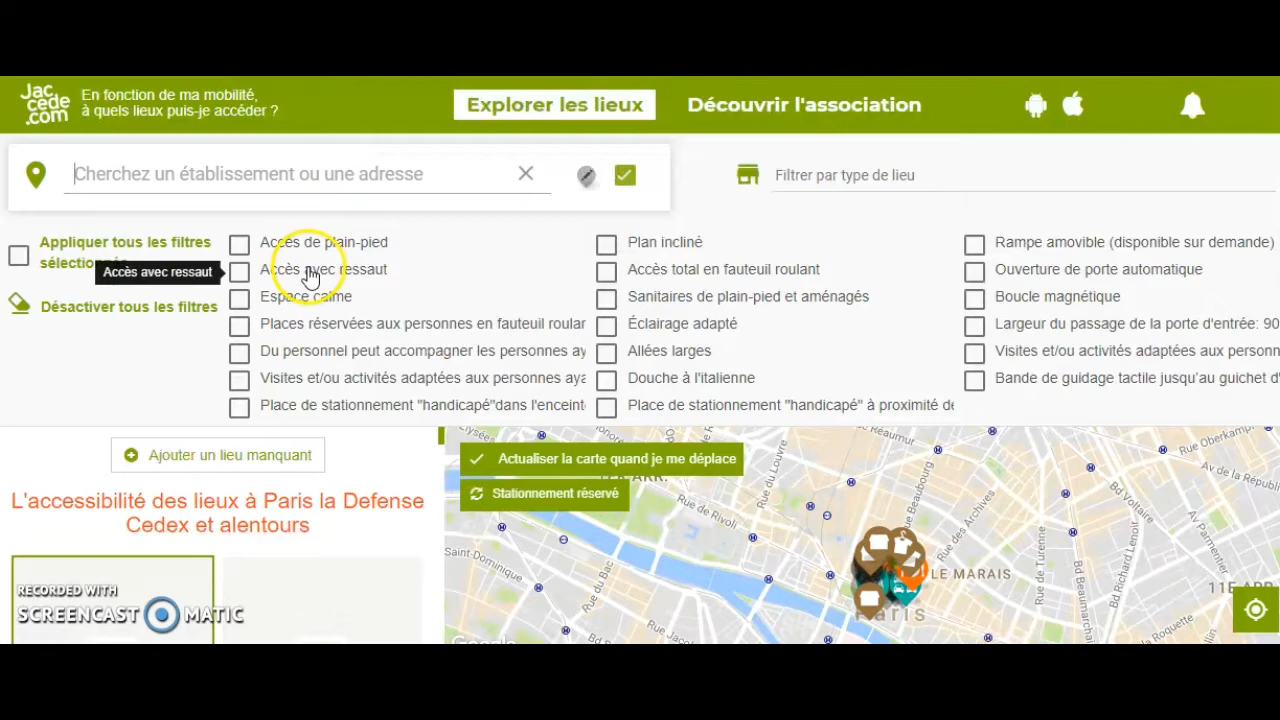 Jac
cede
.com
En fonction de ma mobilité,
à quels lieux puis-je accéder ?
Explorer les lieux
Découvrir l'association
Cherchez un établissement ou une adresse
Filtrer par type de lieu
Appliquer tous les filtres
Accès avec ressaut
Désactiver tous les filtres
Accès de plain-pied
Accès avec ressaut
Espace calme
Places réservées aux personnes en fauteuil roular
Du personnel peut accompagner les personnes ay
Visites et/ou activités adaptées aux personnes aya
Place de stationnement "handicapé"dans l'enceint
Plan incliné
Accès total en fauteuil roulant
Sanitaires de plain-pied et aménagés
Éclairage adapté
Allées larges
Douche à l'italienne
Place de stationnement "handicapé" à proximité de
Rampe amovible (disponible sur demande)
Ouverture de porte automatique
Boucle magnétique
Largeur du passage de la porte d'entrée: 90
Visites et/ou activités adaptées aux personn
Bande de guidage tactile jusqu'au guichet d'
Ajouter un lieu manquant
L'accessibilité des lieux à Paris la Defense
Cedex et alentours
RECORDED WITH
SCREENCAST MATIC
Actualiser la carte quand je me déplace
Stationnement réservé
ARR.
Réaumur
Rue du Louvre
Rue de Rivoli
Rue Beaubourg
Rue des Archives
Saint-Dominique
Rue du Bac
LE MARAIS
Paris
Rue de Turenne
Bd Beaumarchais
Bd Voltaire
Bd Richard-Lenoir
Rue Oberkampf
Av de la Républ
11E ARR
Rue de la Roquette
Google